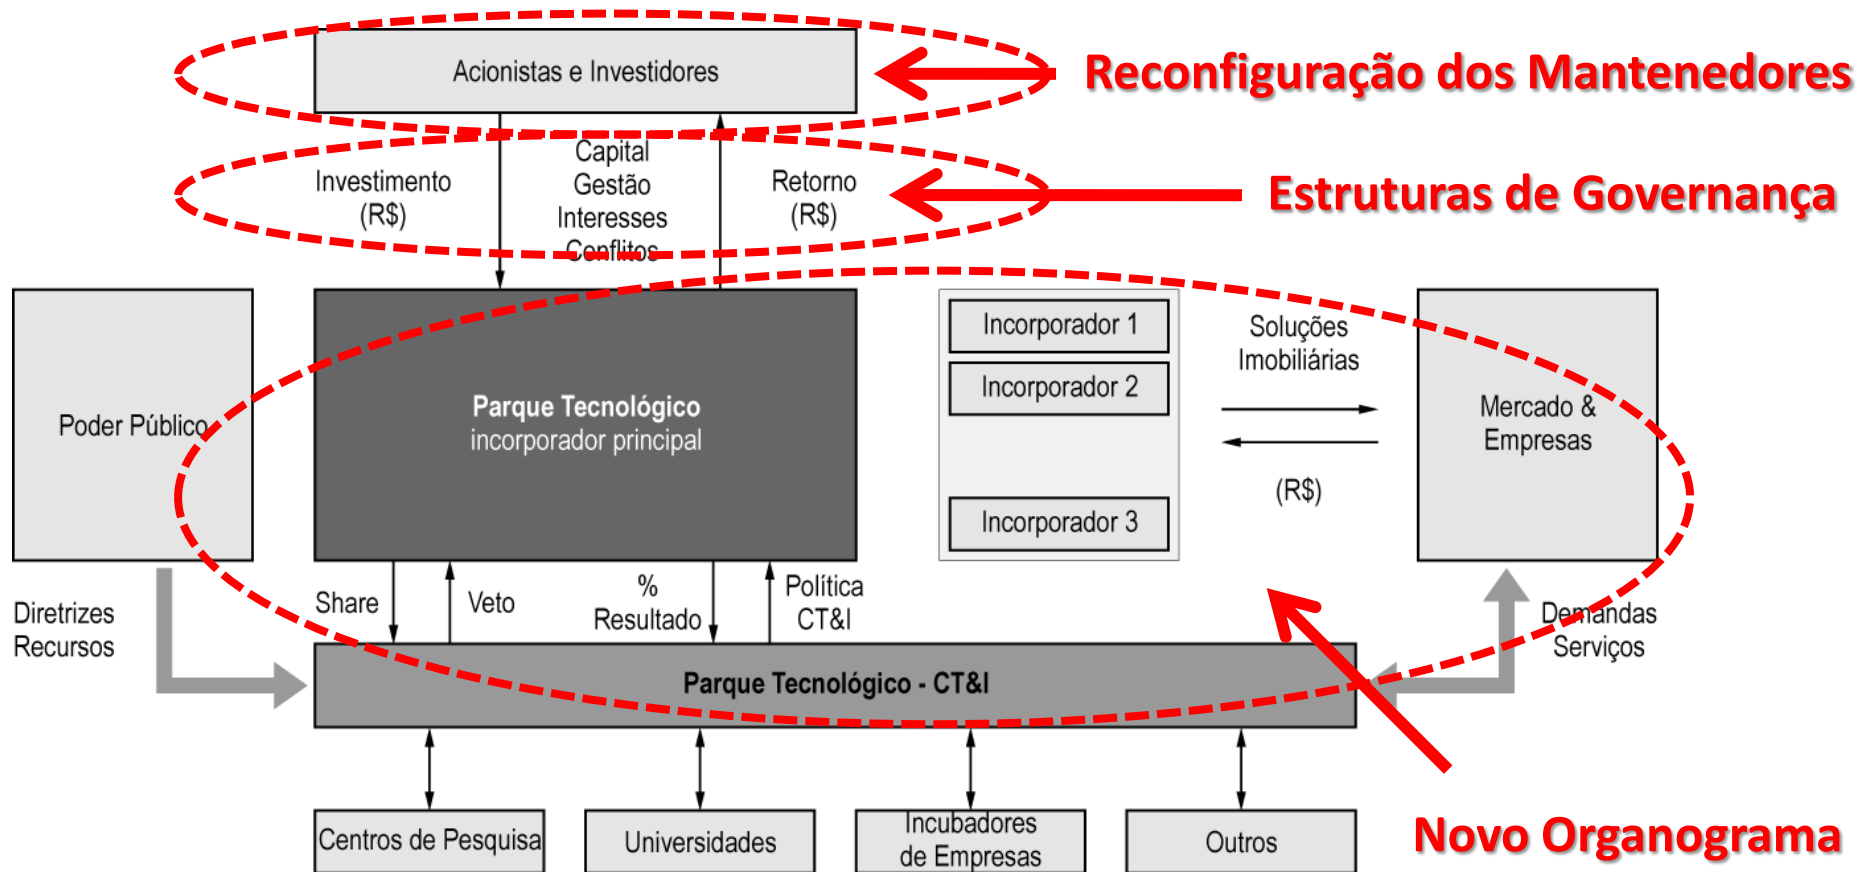 Acionistas e Investidores
Reconfiguração dos Mantenedores
Investimento
(R$)
Capital
Gestão
Interesses
Conflitos
Retorno
(R$)
Estruturas de Governança
Poder Público
Parque Tecnológico
incorporador principal
Incorporador 1
Incorporador 2
Incorporador 3
Soluções
Imobiliárias
(R$)
Mercado &
Empresas
Diretrizes
Recursos
Share
Veto
%
Resultado
Política
CT&I
Demandas
Serviços
Parque Tecnológico - CT&I
Centros de Pesquisa
Universidades
Incubadores
de Empresas
Outros
Novo Organograma